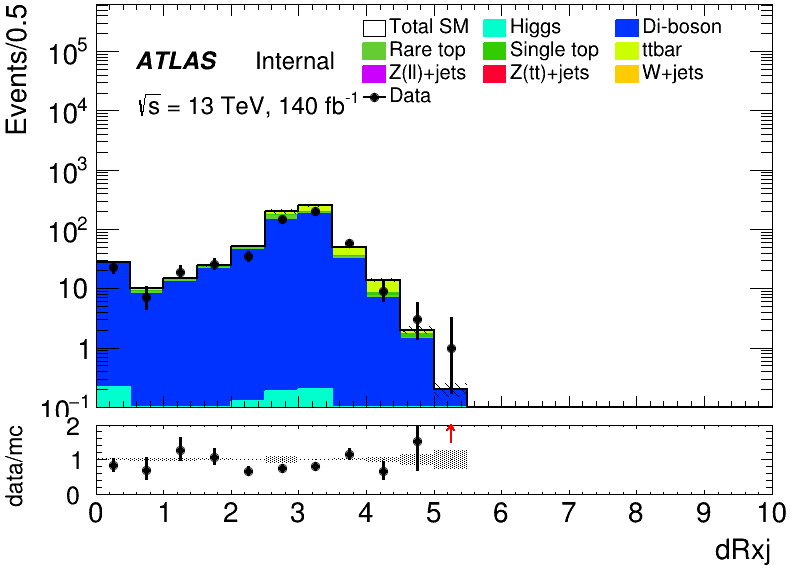 Events/0.5
10⁵
10⁴
10³
10²
10
1
10⁻¹
ATLAS Internal
√s = 13 TeV, 140 fb⁻¹
Total SM Higgs Di-boson
Rare top Single top ttbar
Z(ll)+jets Z(tt)+jets W+jets
Data
data/mc
2
1
0
0 1 2 3 4 5 6 7 8 9 10
dRxj